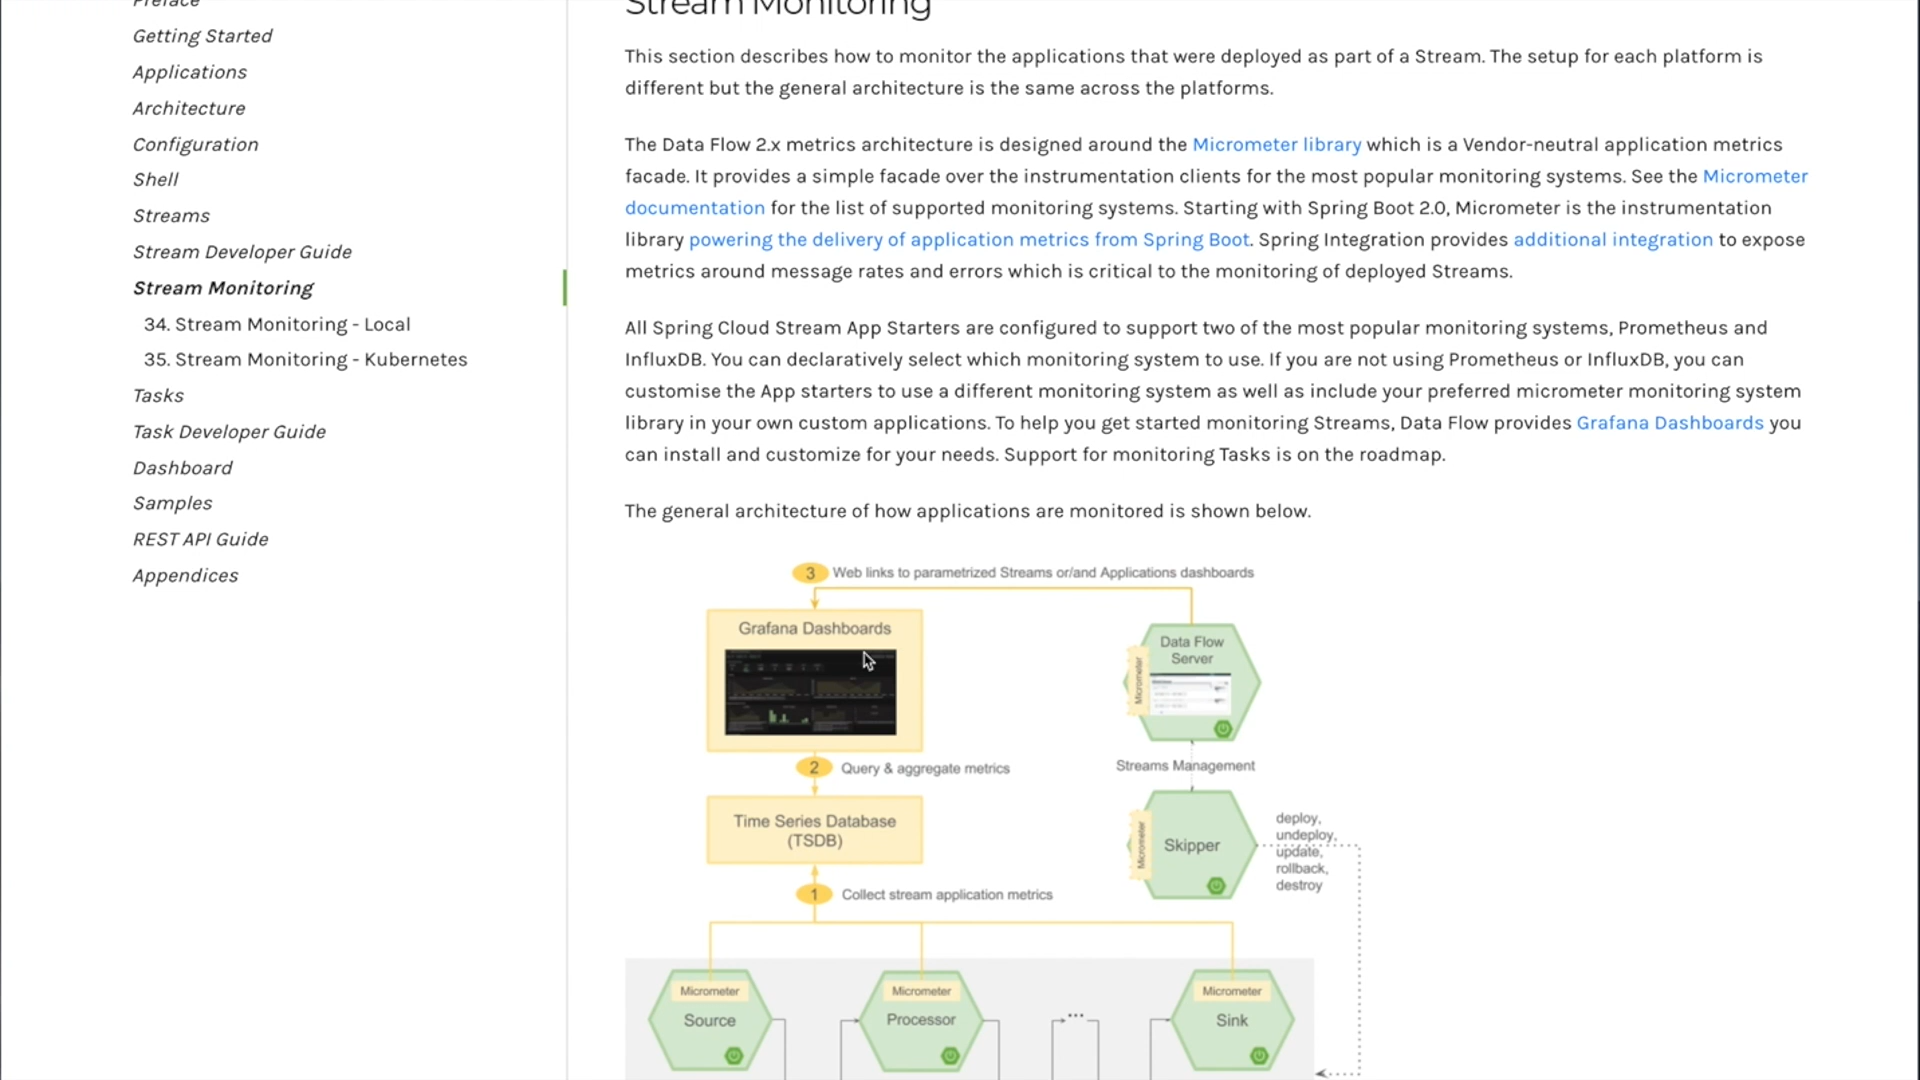 Preface
Getting Started
Applications
Architecture
Configuration
Shell
Streams
Stream Developer Guide
Stream Monitoring
34. Stream Monitoring - Local
35. Stream Monitoring - Kubernetes
Tasks
Task Developer Guide
Dashboard
Samples
REST API Guide
Appendices
Stream Monitoring
This section describes how to monitor the applications that were deployed as part of a Stream. The setup for each platform is
different but the general architecture is the same across the platforms.
The Data Flow 2.x metrics architecture is designed around the Micrometer library which is a Vendor-neutral application metrics
facade. It provides a simple facade over the instrumentation clients for the most popular monitoring systems. See the Micrometer
documentation for the list of supported monitoring systems. Starting with Spring Boot 2.0, Micrometer is the instrumentation
library powering the delivery of application metrics from Spring Boot. Spring Integration provides additional integration to expose
metrics around message rates and errors which is critical to the monitoring of deployed Streams.
All Spring Cloud Stream App Starters are configured to support two of the most popular monitoring systems, Prometheus and
InfluxDB. You can declaratively select which monitoring system to use. If you are not using Prometheus or InfluxDB, you can
customise the App starters to use a different monitoring system as well as include your preferred micrometer monitoring system
library in your own custom applications. To help you get started monitoring Streams, Data Flow provides Grafana Dashboards you
can install and customize for your needs. Support for monitoring Tasks is on the roadmap.
The general architecture of how applications are monitored is shown below.
3 Web links to parametrized Streams or/and Applications dashboards
Grafana Dashboards
Data Flow
Server
Micrometer
2 Query & aggregate metrics
Streams Management
Time Series Database
(TSDB)
Micrometer
Skipper
deploy,
undeploy,
update,
rollback,
destroy
1 Collect stream application metrics
Micrometer
Source
Micrometer
Processor
...
Micrometer
Sink